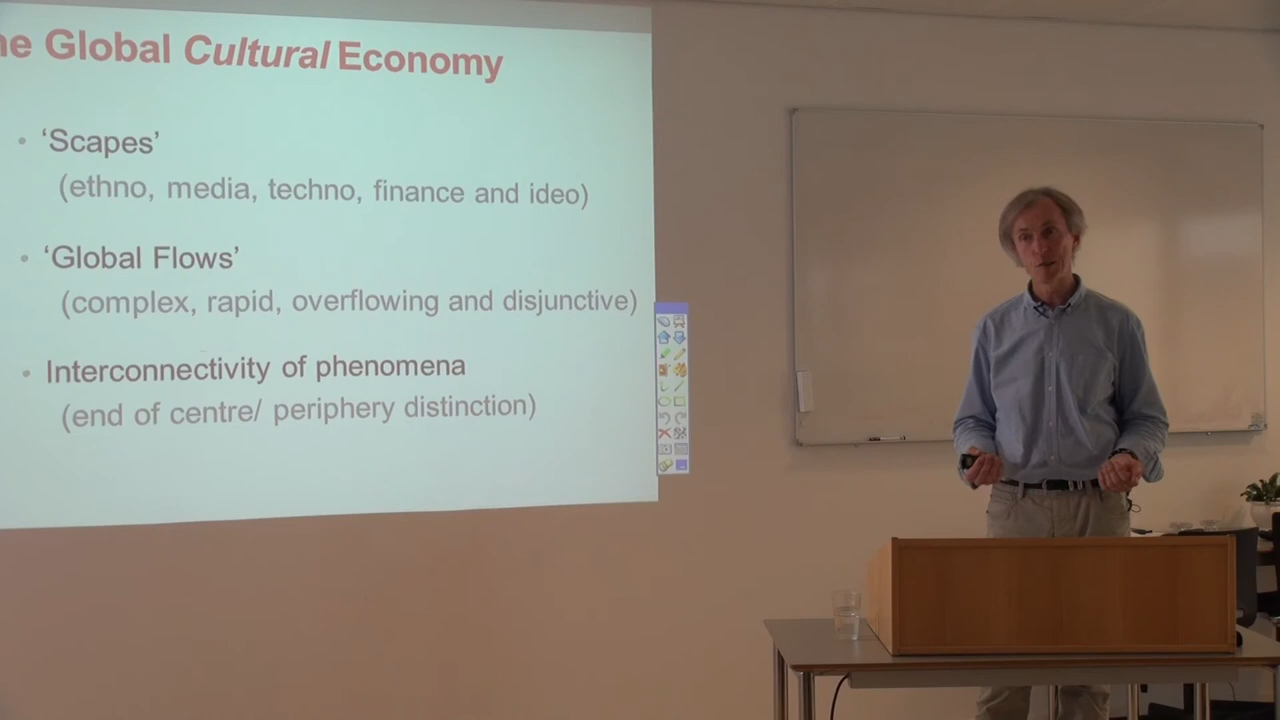 he Global Cultural Economy
• ‘Scapes’
(ethno, media, techno, finance and ideo)
• ‘Global Flows’
(complex, rapid, overflowing and disjunctive)
• Interconnectivity of phenomena
(end of centre/ periphery distinction)